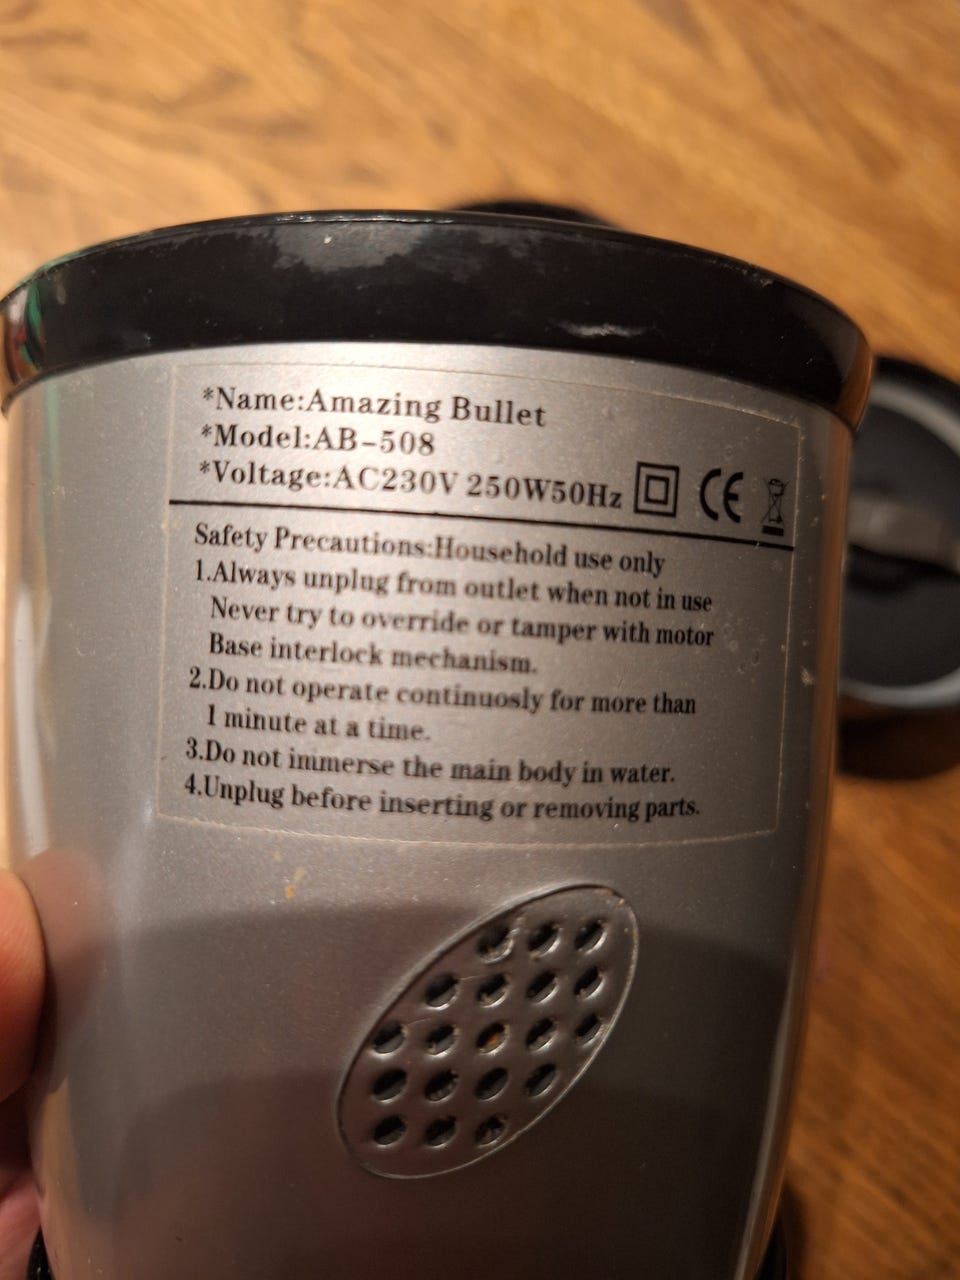 *Name:Amazing Bullet
*Model:AB-508
*Voltage:AC230V 250W50Hz CE
Safety Precautions:Household use only
1.Always unplug from outlet when not in use
Never try to override or tamper with motor
Base interlock mechanism.
2.Do not operate continuosly for more than
1 minute at a time.
3.Do not immerse the main body in water.
4.Unplug before inserting or removing parts.